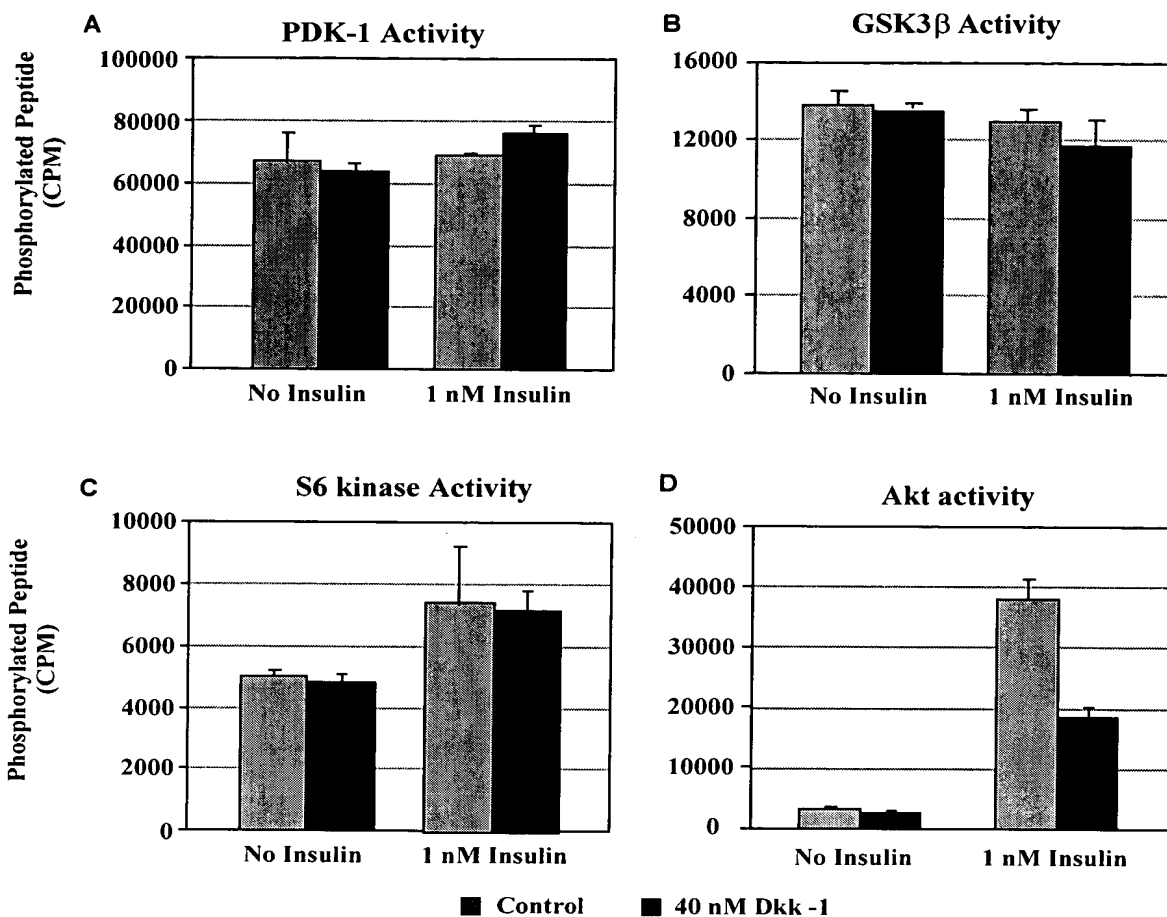 A
PDK-1 Activity
Phosphorylated Peptide
(CPM)
100000
80000
60000
40000
20000
0
No Insulin
1 nM Insulin
B
GSK3β Activity
16000
12000
8000
4000
0
No Insulin
1 nM Insulin
C
S6 kinase Activity
Phosphorylated Peptide
(CPM)
10000
8000
6000
4000
2000
0
No Insulin
1 nM Insulin
D
Akt activity
50000
40000
30000
20000
10000
0
No Insulin
1 nM Insulin
Control
40 nM Dkk -1